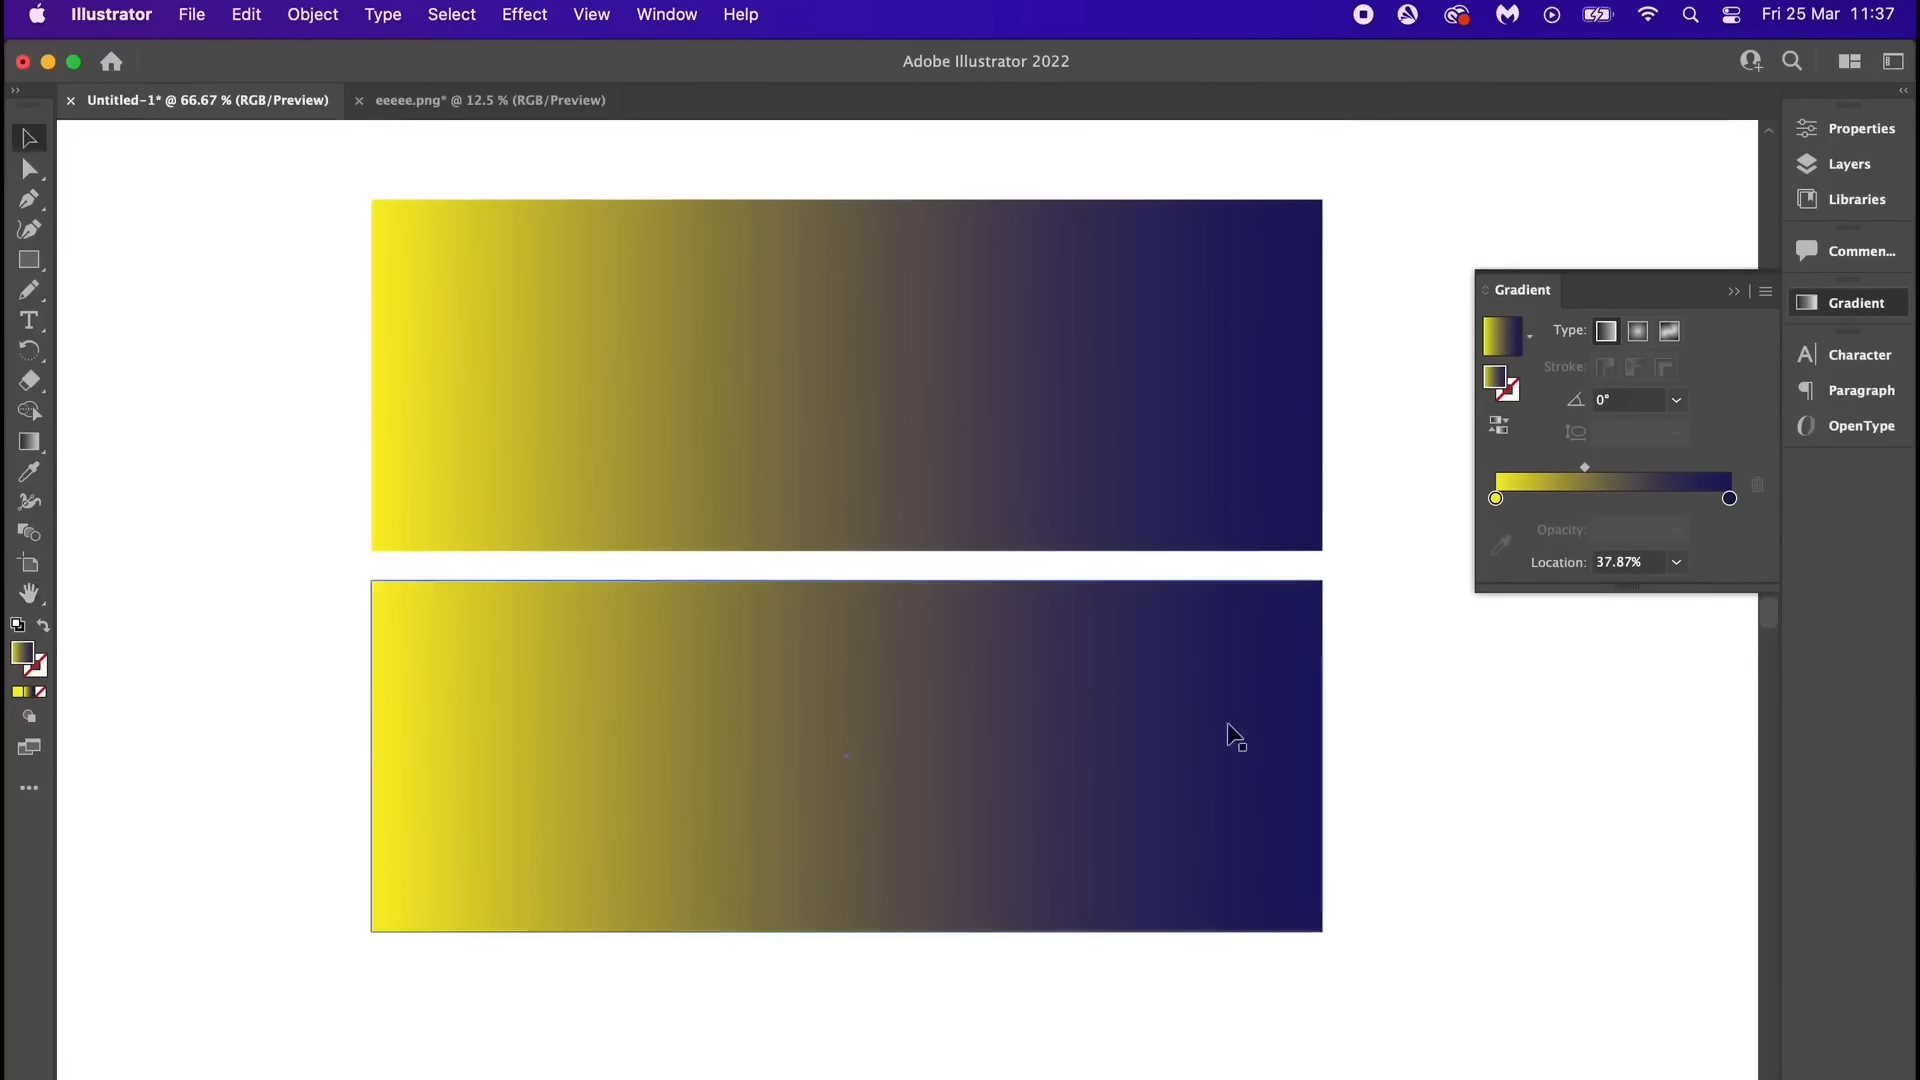 Illustrator File Edit Object Type Select Effect View Window Help Fri 25 Mar 11:37
Adobe Illustrator 2022
Untitled-1* @ 66.67 % (RGB/Preview) eeeee.png* @ 12.5 % (RGB/Preview)
Properties
Layers
Libraries
Commen...
Gradient
Character
Paragraph
OpenType
Gradient
Type:
Stroke:
0°
Opacity:
Location: 37.87%